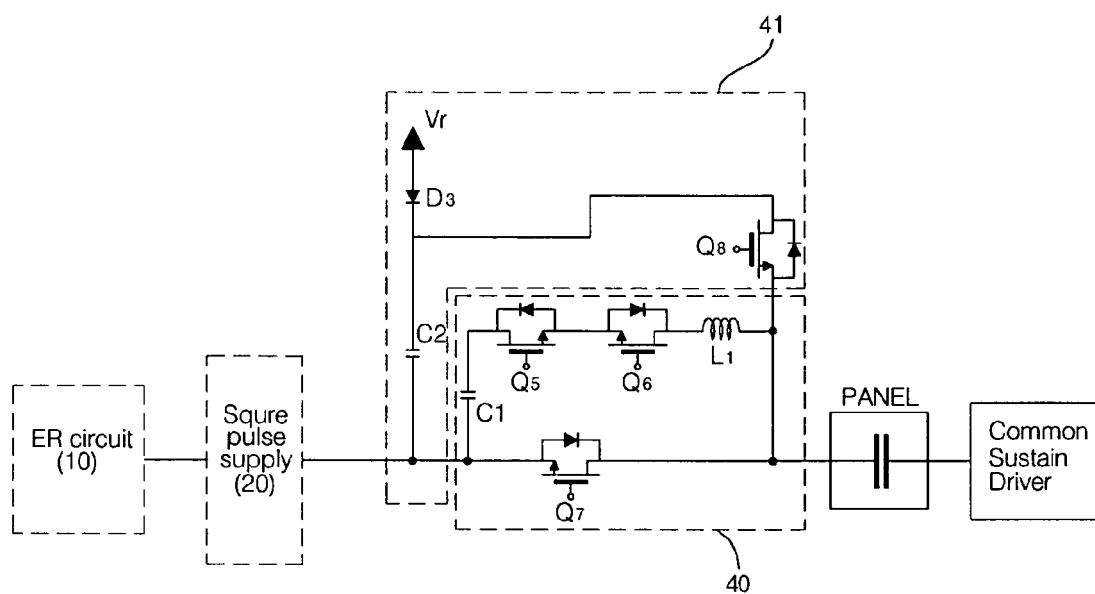 41
Vr
D3
Q8
C2
L1
Q5
Q6
C1
PANEL
ER circuit
(10)
Squre
pulse
supply
(20)
Common
Sustain
Driver
Q7
40